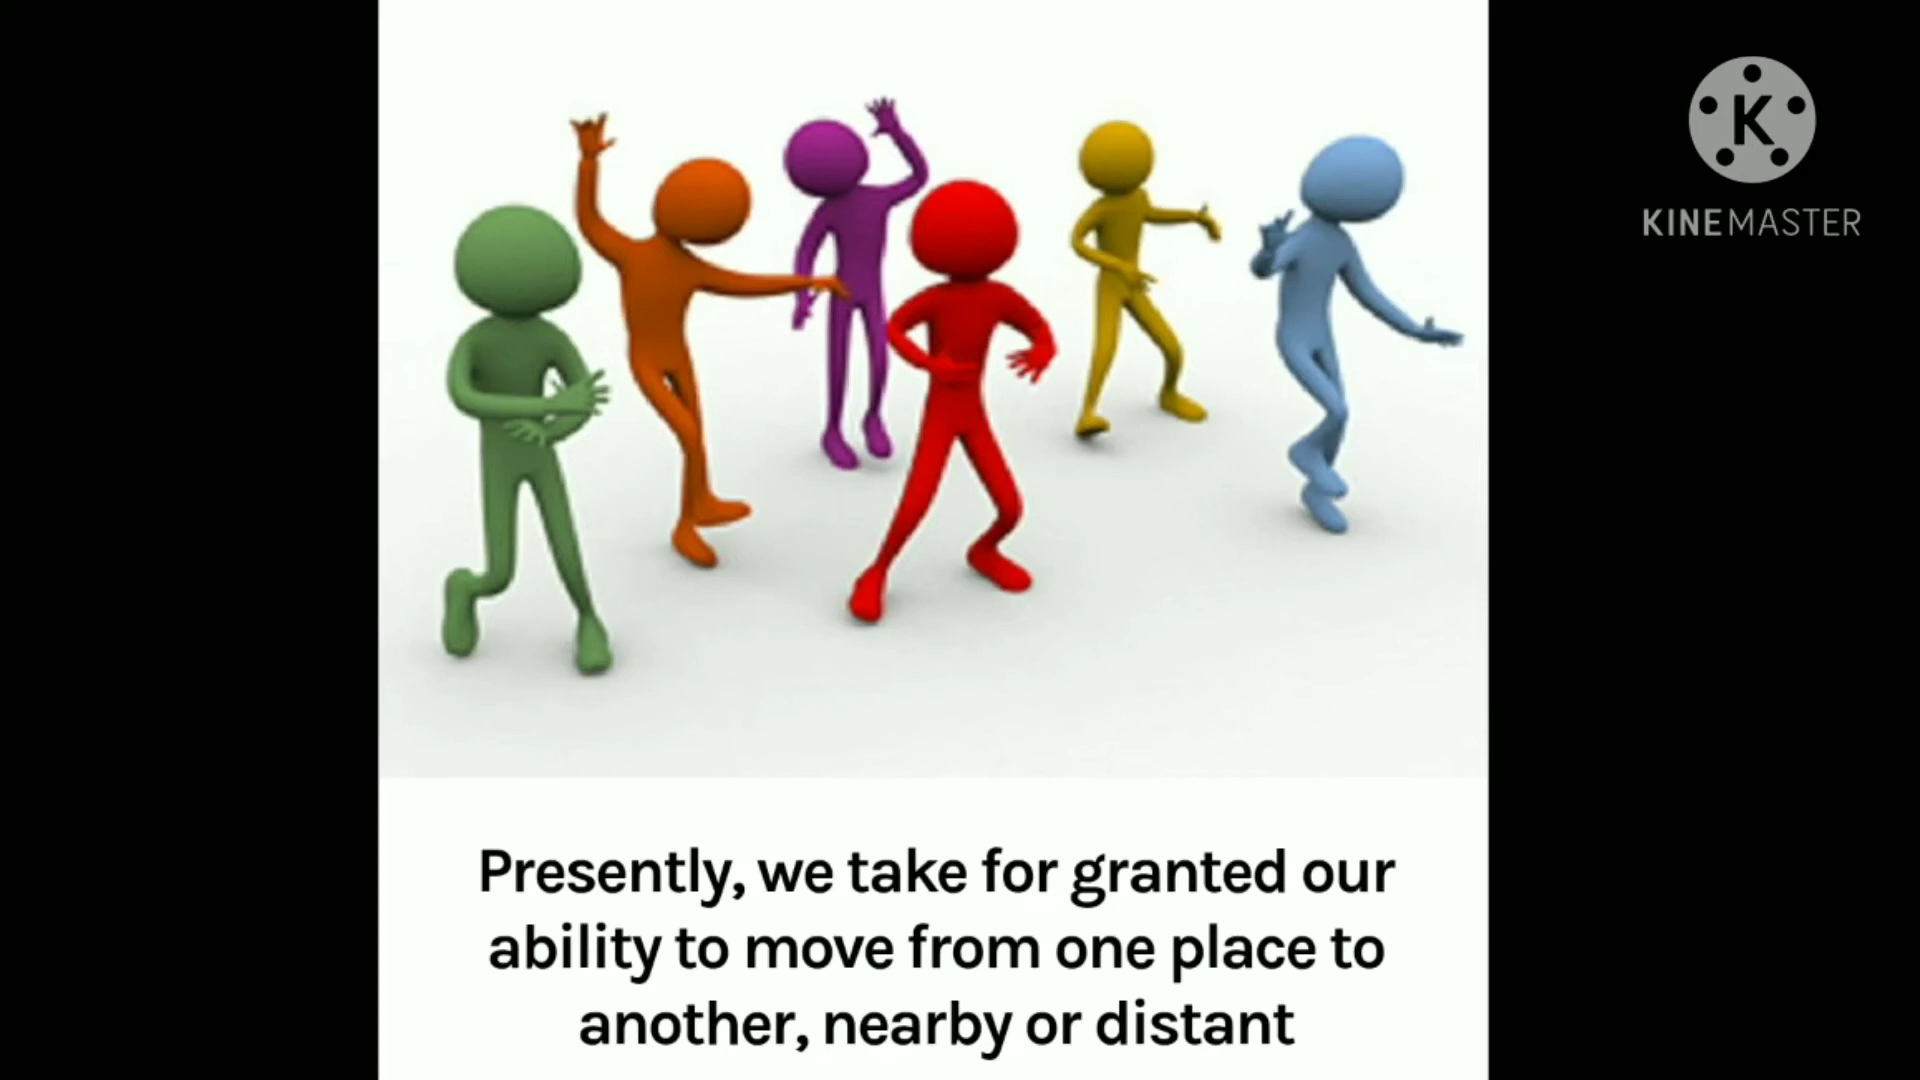 K
KINEMASTER
Presently, we take for granted our
ability to move from one place to
another, nearby or distant